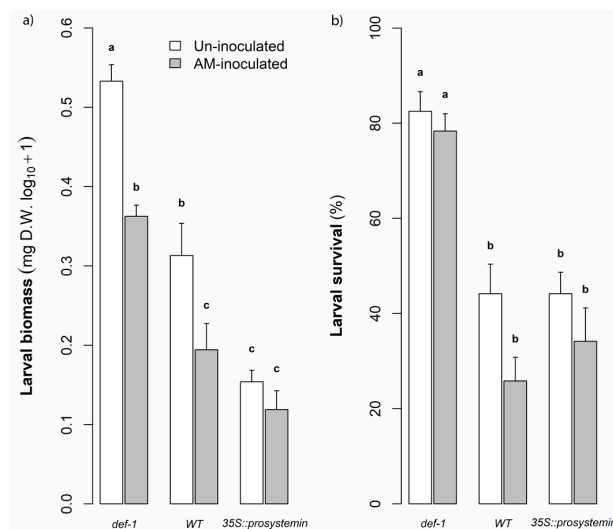 a)
Un-inoculated
AM-inoculated
Larval biomass (mg D.W. log10 + 1)
0.6
0.5
0.4
0.3
0.2
0.1
0.0
a
b
b
c
c
c
def-1
WT
35S::prosystemin
b)
Larval survival (%)
100
80
60
40
20
0
a
a
b
b
b
b
def-1
WT
35S::prosystemin